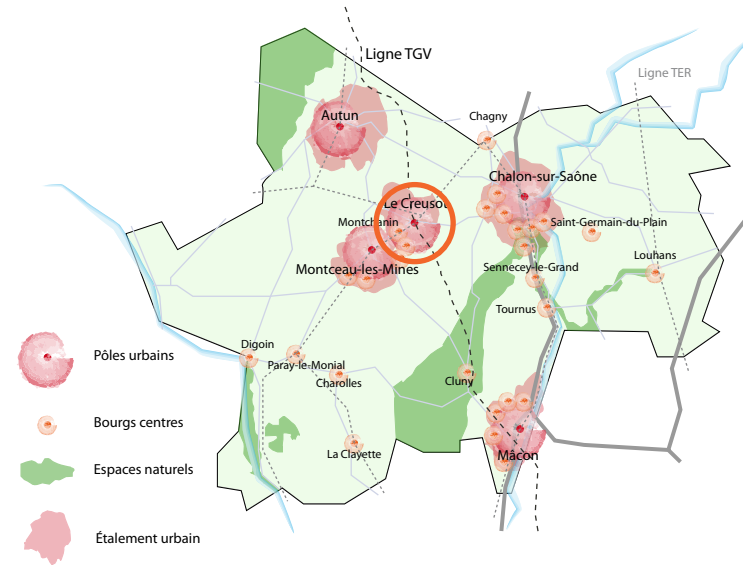 Ligne TGV
Ligne TER
Autun
Chagny
Chalon-sur-Saône
Le Creusot
Montchanin
Saint-Germain-du-Plain
Montceau-les-Mines
Sennecey-le-Grand
Louhans
Tournus
Digoin
Paray-le-Monial
Charolles
Cluny
La Clayette
Mâcon
Pôles urbains
Bourgs centres
Espaces naturels
Étalement urbain